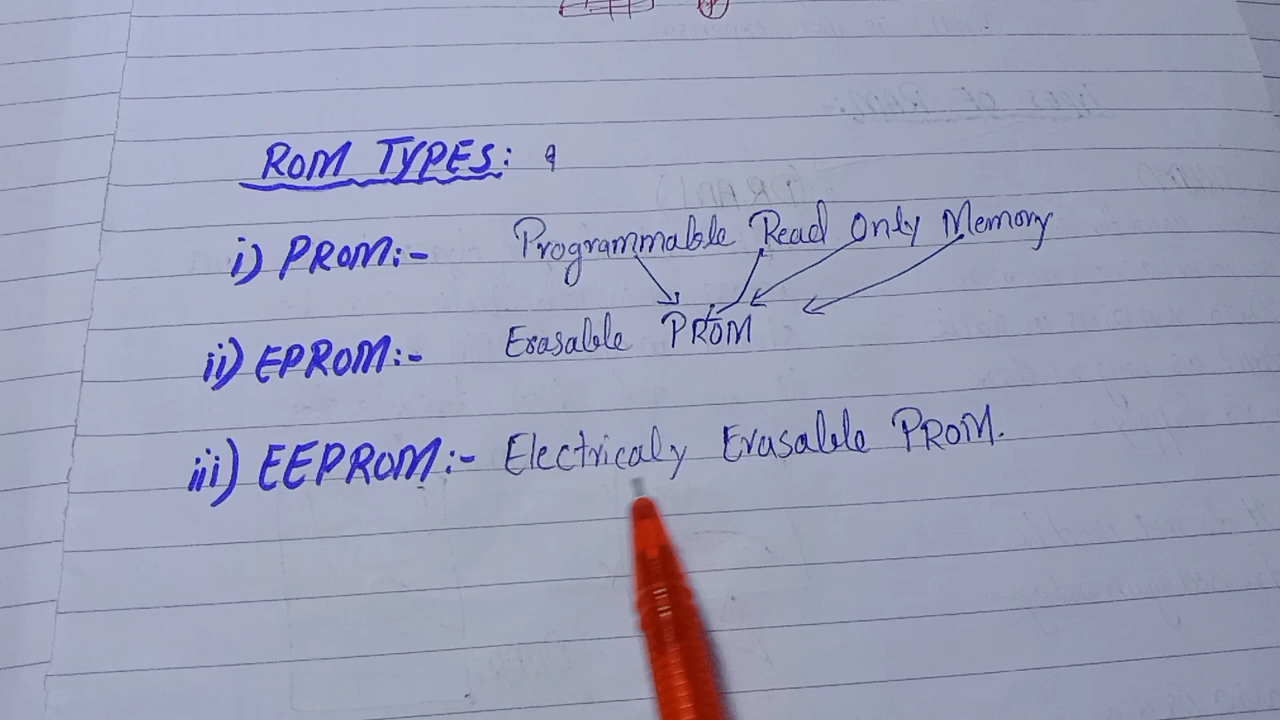 ROM TYPES:
i) PROM:- Programmable Read Only Memory
ii) EPROM:- Erasable PROM
iii) EEPROM:- Electricaly Erasable PROM.